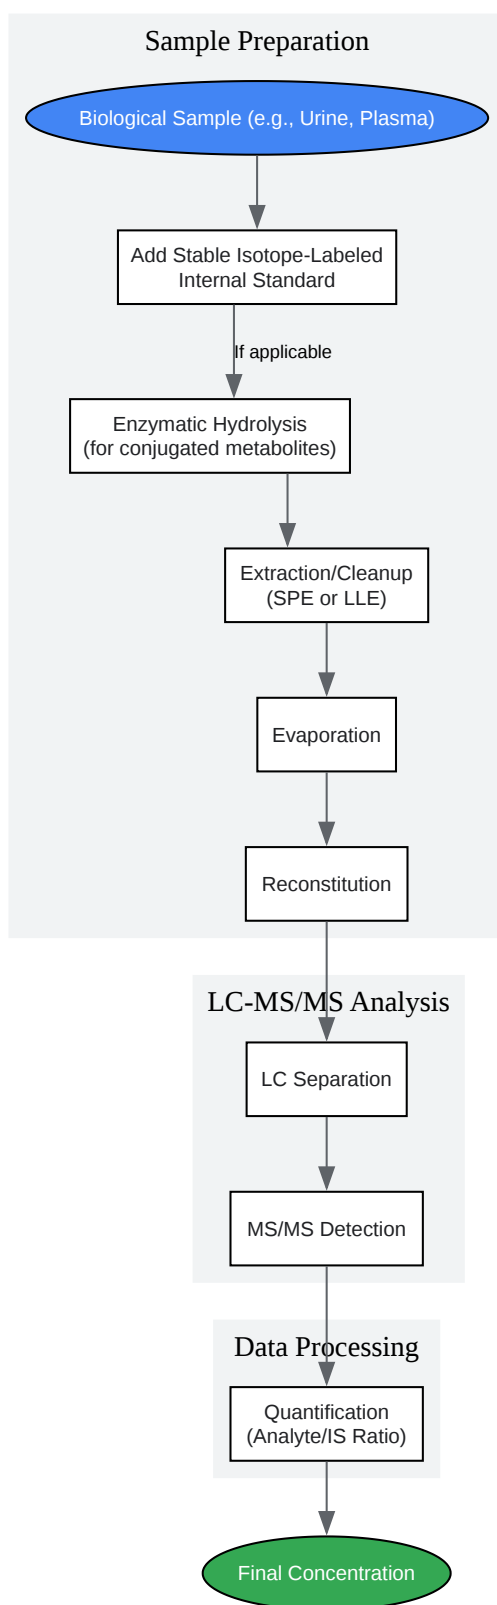 Sample Preparation
Biological Sample (e.g., Urine, Plasma)
Add Stable Isotope-Labeled
Internal Standard
If applicable
Enzymatic Hydrolysis
(for conjugated metabolites)
Extraction/Cleanup
(SPE or LLE)
Evaporation
Reconstitution
LC-MS/MS Analysis
LC Separation
MS/MS Detection
Data Processing
Quantification
(Analyte/IS Ratio)
Final Concentration